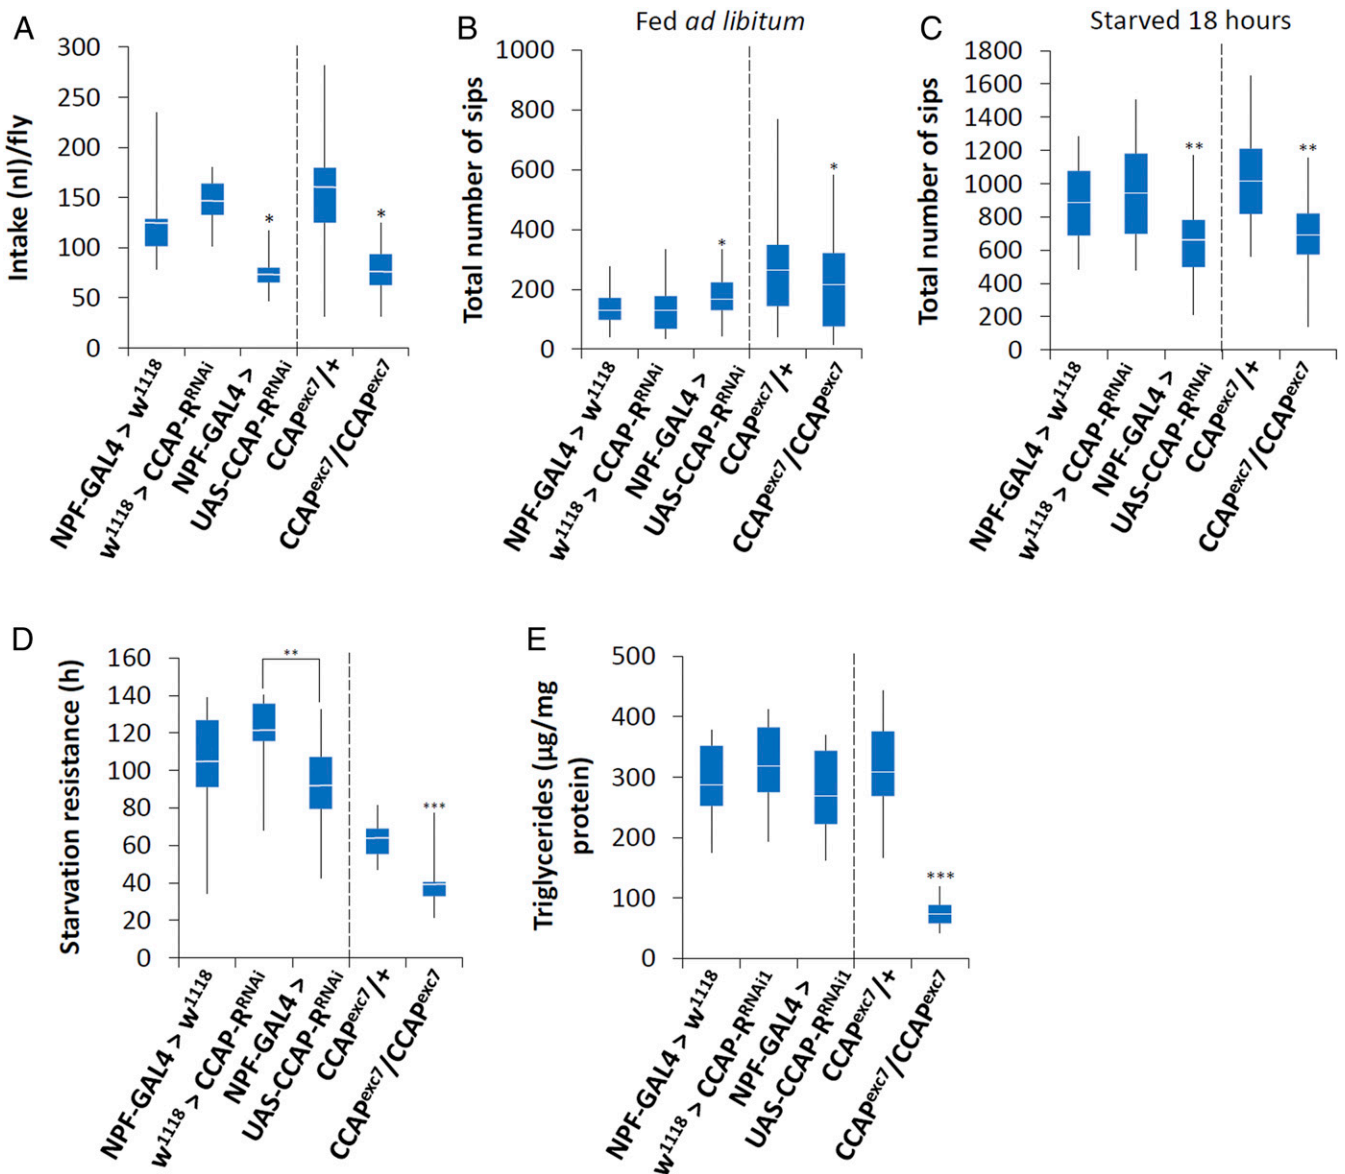 A
Intake (nl)/fly
300
250
200
150
100
50
0
*
*
NPF-GAL4 > w1118
w1118 > CCAP-RRNAi
NPF-GAL4 >
UAS-CCAP-RRNAi
CCAPexc7/+
CCAPexc7/CCAPexc7
B
Fed ad libitum
Total number of sips
1000
800
600
400
200
0
*
*
NPF-GAL4 > w1118
w1118 > CCAP-RRNAi
NPF-GAL4 >
UAS-CCAP-RRNAi
CCAPexc7/+
CCAPexc7/CCAPexc7
C
Starved 18 hours
Total number of sips
1800
1600
1400
1200
1000
800
600
400
200
0
**
**
NPF-GAL4 > w1118
w1118 > CCAP-RRNAi
NPF-GAL4 >
UAS-CCAP-RRNAi
CCAPexc7/+
CCAPexc7/CCAPexc7
D
Starvation resistance (h)
160
140
120
100
80
60
40
20
0
**
***
NPF-GAL4 > w1118
w1118 > CCAP-RRNAi
NPF-GAL4 >
UAS-CCAP-RRNAi
CCAPexc7/+
CCAPexc7/CCAPexc7
E
Triglycerides (µg/mg
protein)
500
400
300
200
100
0
***
NPF-GAL4 > w1118
w1118 > CCAP-RRNAi1
NPF-GAL4 >
UAS-CCAP-RRNAi1
CCAPexc7/+
CCAPexc7/CCAPexc7